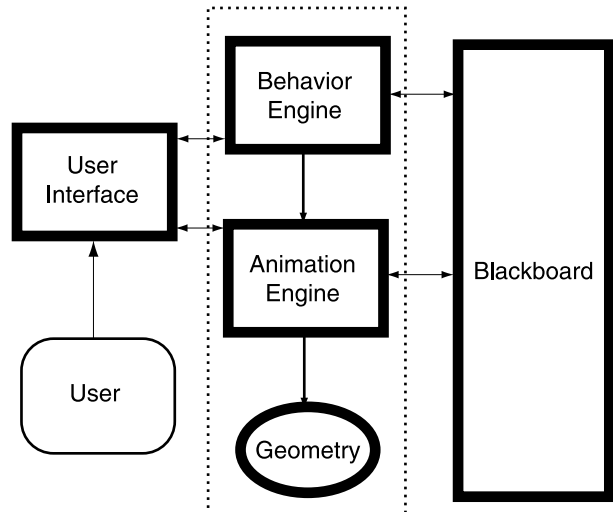 Behavior
Engine
User
Interface
Animation
Engine
Blackboard
User
Geometry